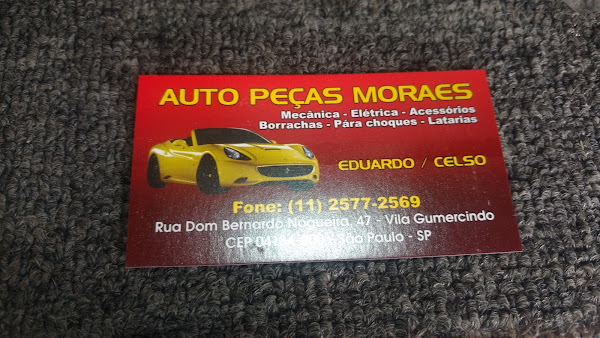 AUTO PEÇAS MORAES
Mecânica - Elétrica - Acessórios
Borrachas - Pára choques - Latarias
EDUARDO / CELSO
Fone: (11) 2577-2569
Rua Dom Bernardo Nogueira, 47 - Vila Gumercindo
CEP São Paulo - SP